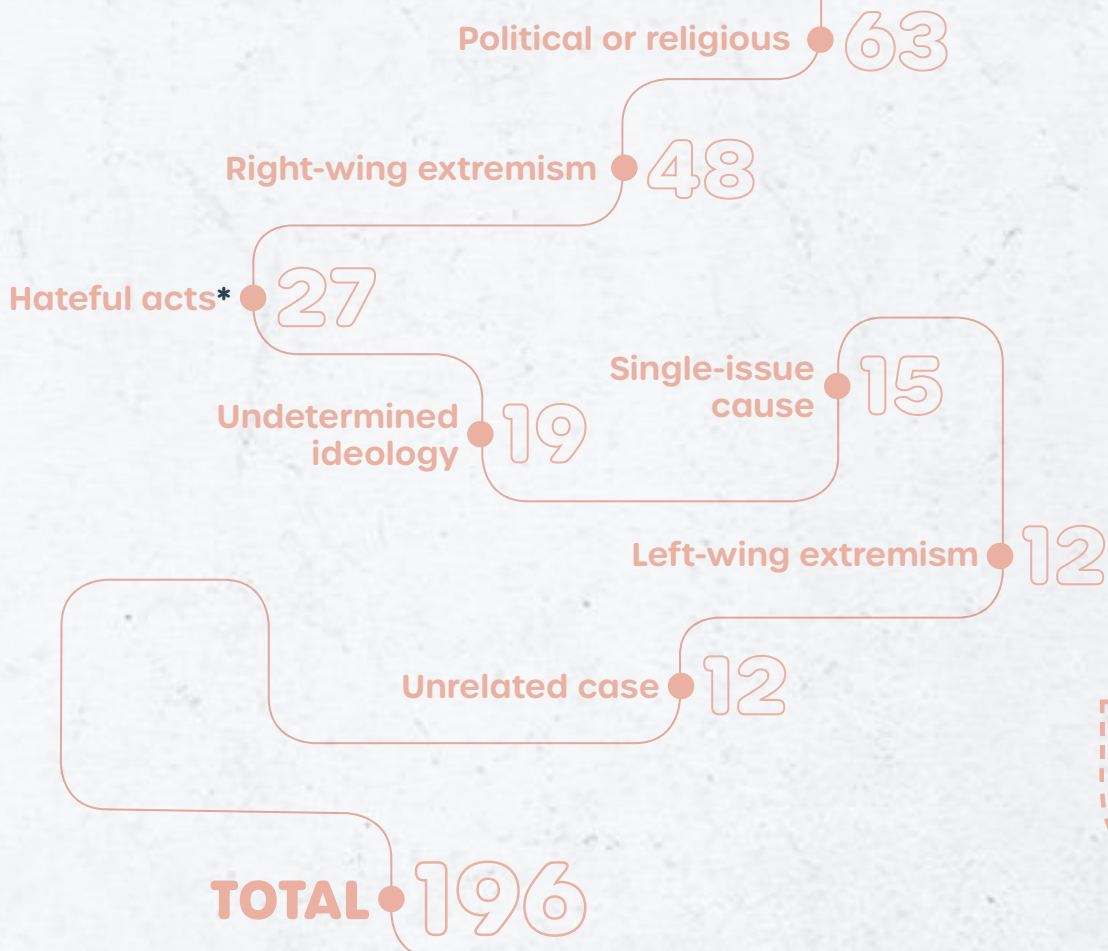 Political or religious 63
Right-wing extremism 48
Hateful acts* 27
Single-issue
cause 15
Undetermined
ideology 19
Left-wing extremism 12
Unrelated case 12
TOTAL 196